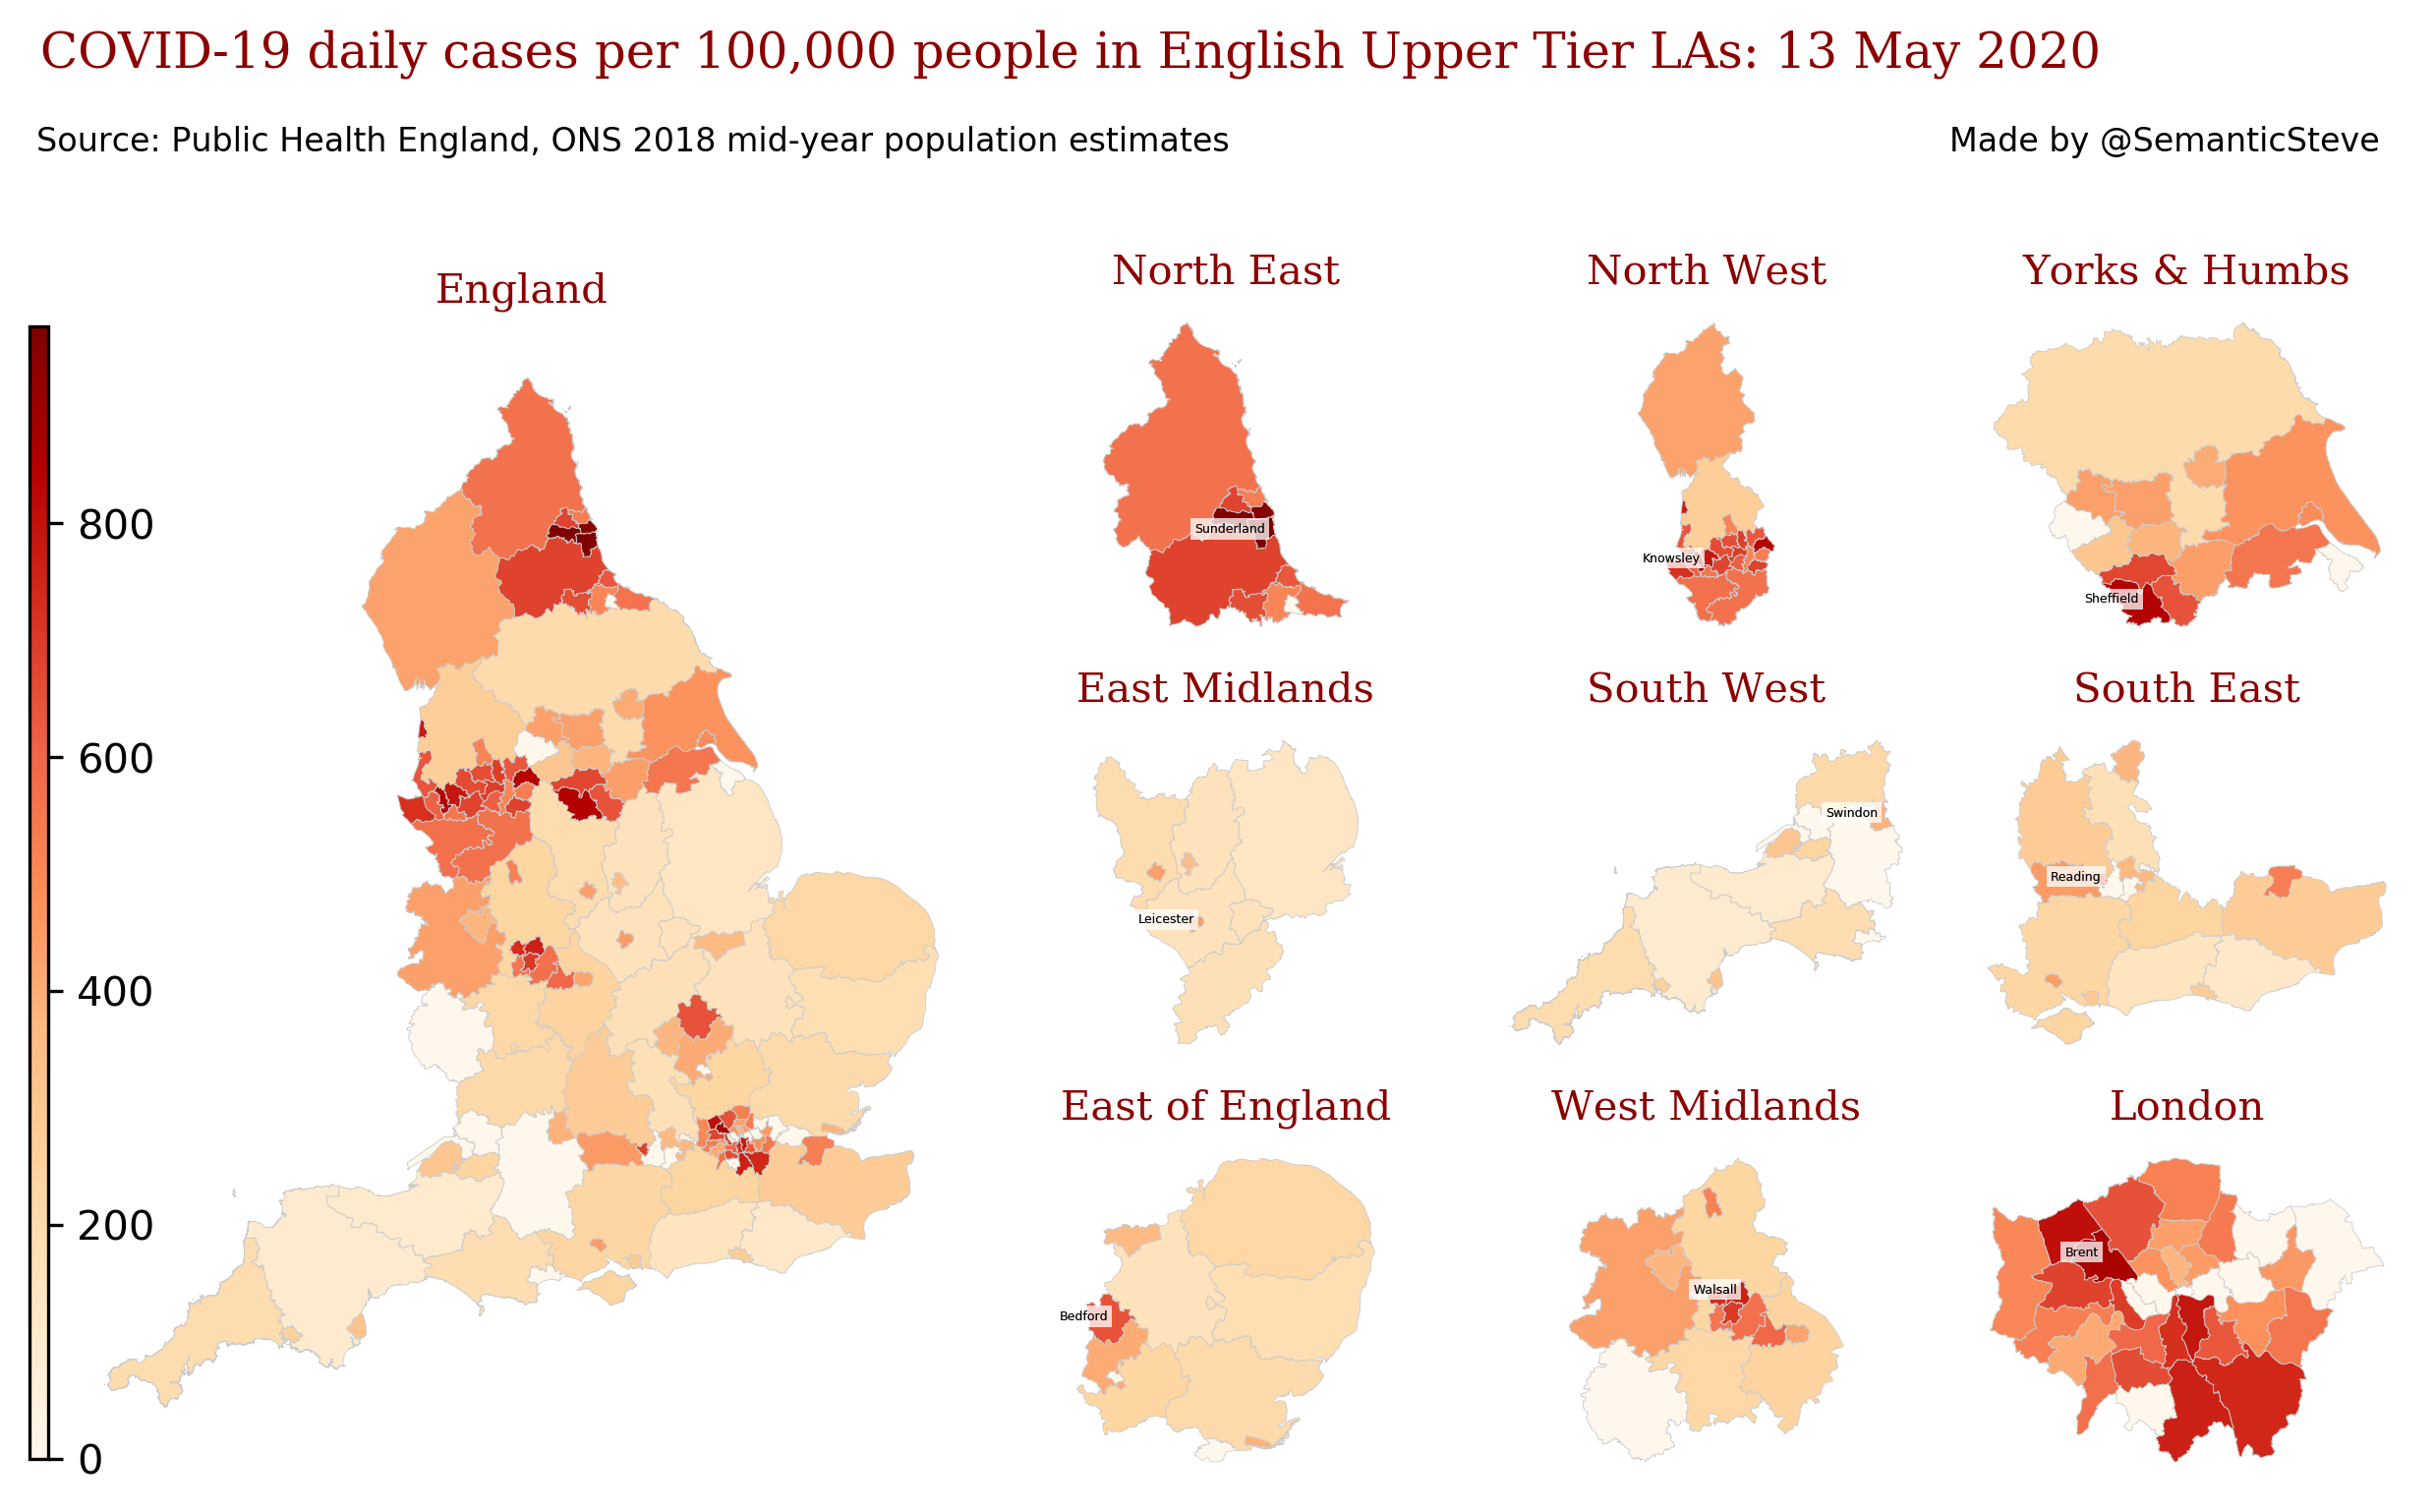 COVID-19 daily cases per 100,000 people in English Upper Tier LAs: 13 May 2020
Source: Public Health England, ONS 2018 mid-year population estimates
Made by @SemanticSteve
England
800
600
400
200
0
North East
Sunderland
North West
Knowsley
Yorks & Humbs
Sheffield
East Midlands
Leicester
South West
Swindon
South East
Reading
East of England
Bedford
West Midlands
Walsall
London
Brent